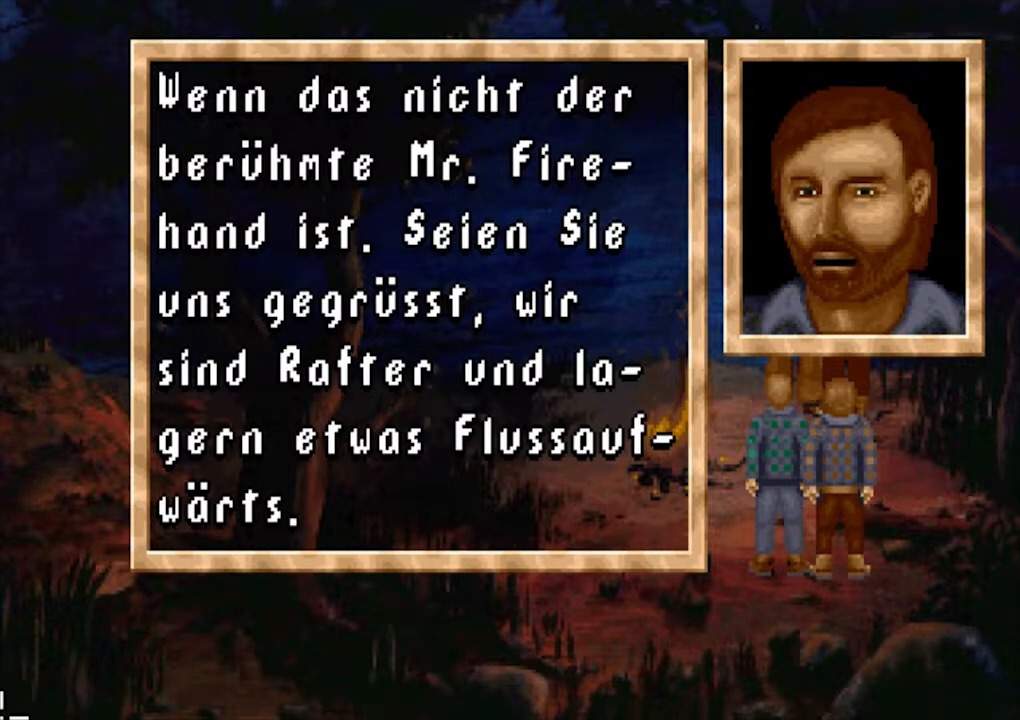 Wenn das nicht der
berühmte Mr. Fire-
hand ist. Seien Sie
uns gegrüsst, wir
sind Rafter und la-
gern etwas Flussauf-
wärts.